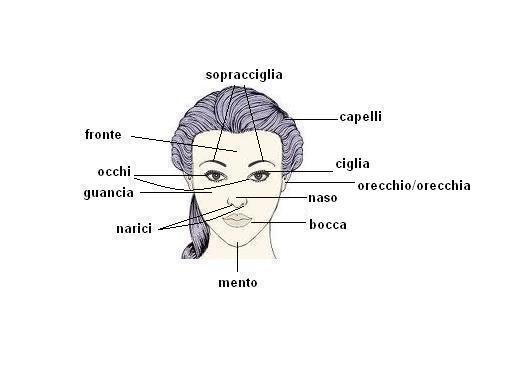 sopracciglia
capelli
fronte
ciglia
occhi
orecchio/orecchia
guancia
naso
narici
bocca
mento